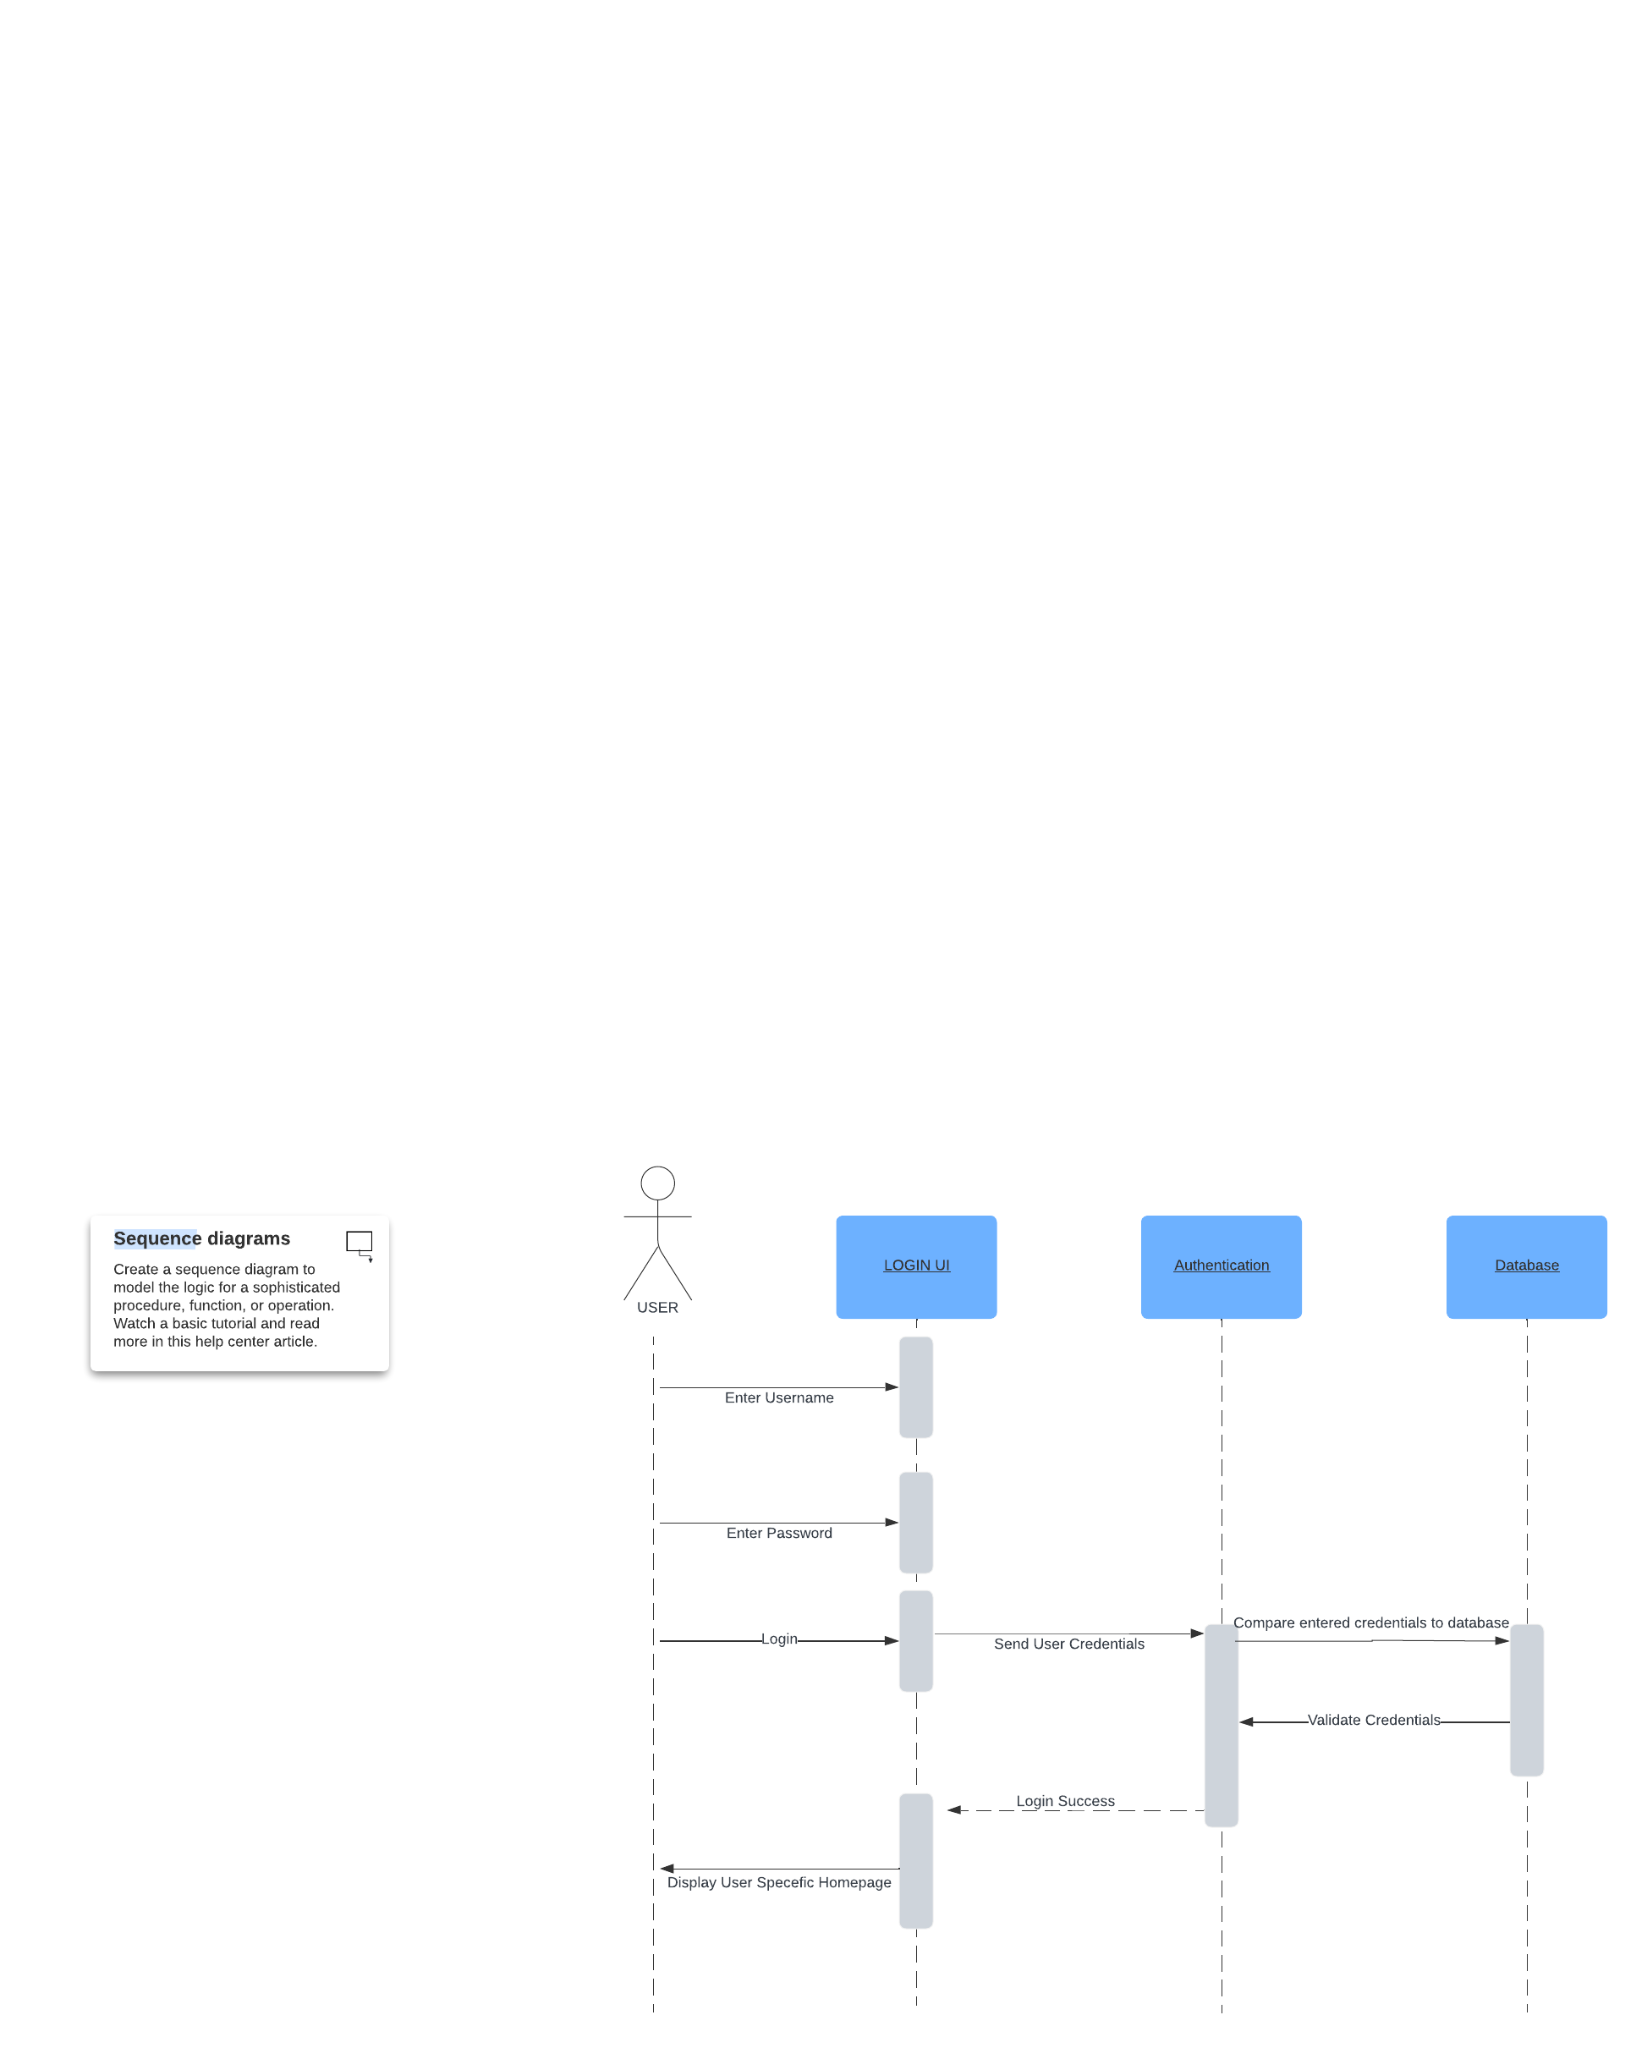 Sequence diagrams
Create a sequence diagram to
model the logic for a sophisticated
procedure, function, or operation.
Watch a basic tutorial and read
more in this help center article.
USER
LOGIN UI
Authentication
Database
Enter Username
Enter Password
Login
Send User Credentials
Compare entered credentials to database
Validate Credentials
Login Success
Display User Specefic Homepage